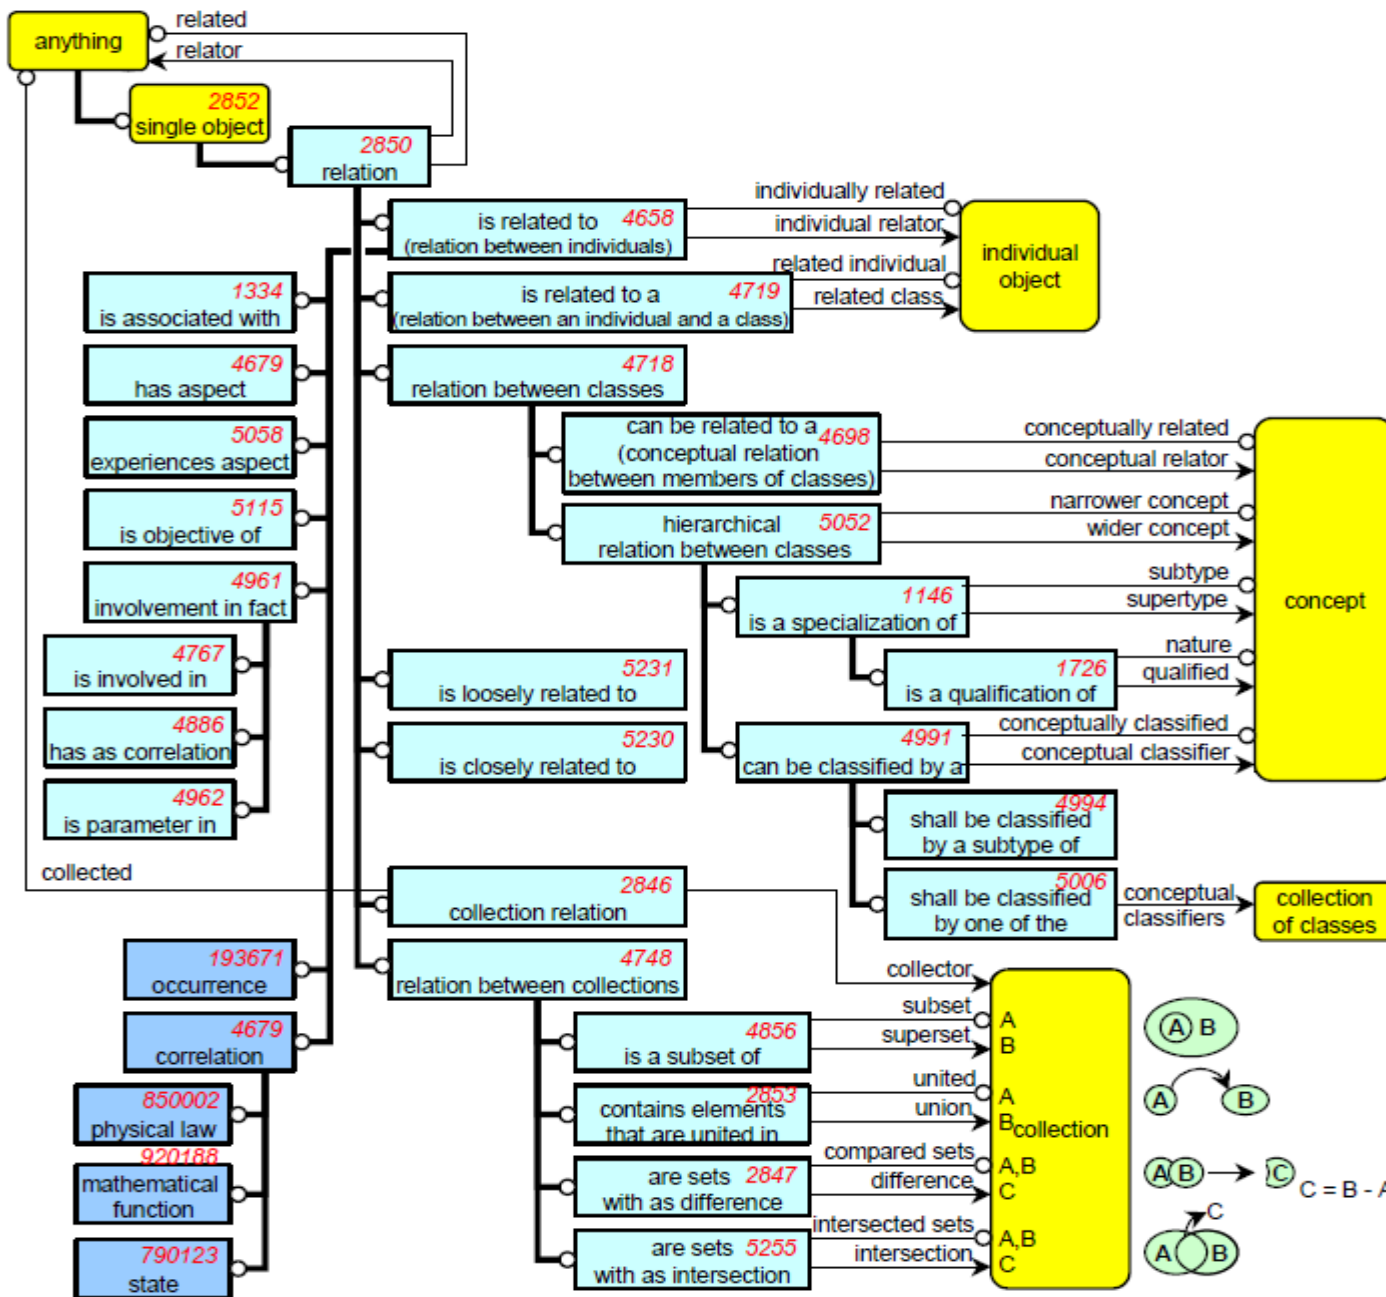 related
anything
relator
2852
single object
2850
relation
individually related
is related to 4658
(relation between individuals)
individual relator
individual
object
related individual
1334
is associated with
is related to a 4719
(relation between an individual and a class)
related class
4679
has aspect
4718
relation between classes
5058
experiences aspect
can be related to a
4698
(conceptual relation
between members of classes)
conceptually related
conceptual relator
5115
is objective of
hierarchical 5052
relation between classes
narrower concept
wider concept
4961
involvement in fact
1146
is a specialization of
subtype
supertype
concept
4767
is involved in
5231
is loosely related to
1726
is a qualification of
nature
qualified
4886
has as correlation
5230
is closely related to
4991
can be classified by a
conceptually classified
conceptual classifier
4962
is parameter in
4994
shall be classified
by a subtype of
collected
2846
collection relation
5006
shall be classified
by one of the
conceptual
classifiers
collection
of classes
193671
occurrence
4748
relation between collections
collector
4679
correlation
4856
is a subset of
subset
superset
A
B
A B
850002
physical law
2853
contains elements
that are united in
united
union
A
B
collection
A
B
920188
mathematical
function
are sets 2847
with as difference
compared sets
difference
A,B
C
A B
C
C = B - A
790123
state
are sets 5255
with as intersection
intersected sets
intersection
A,B
C
C
A B